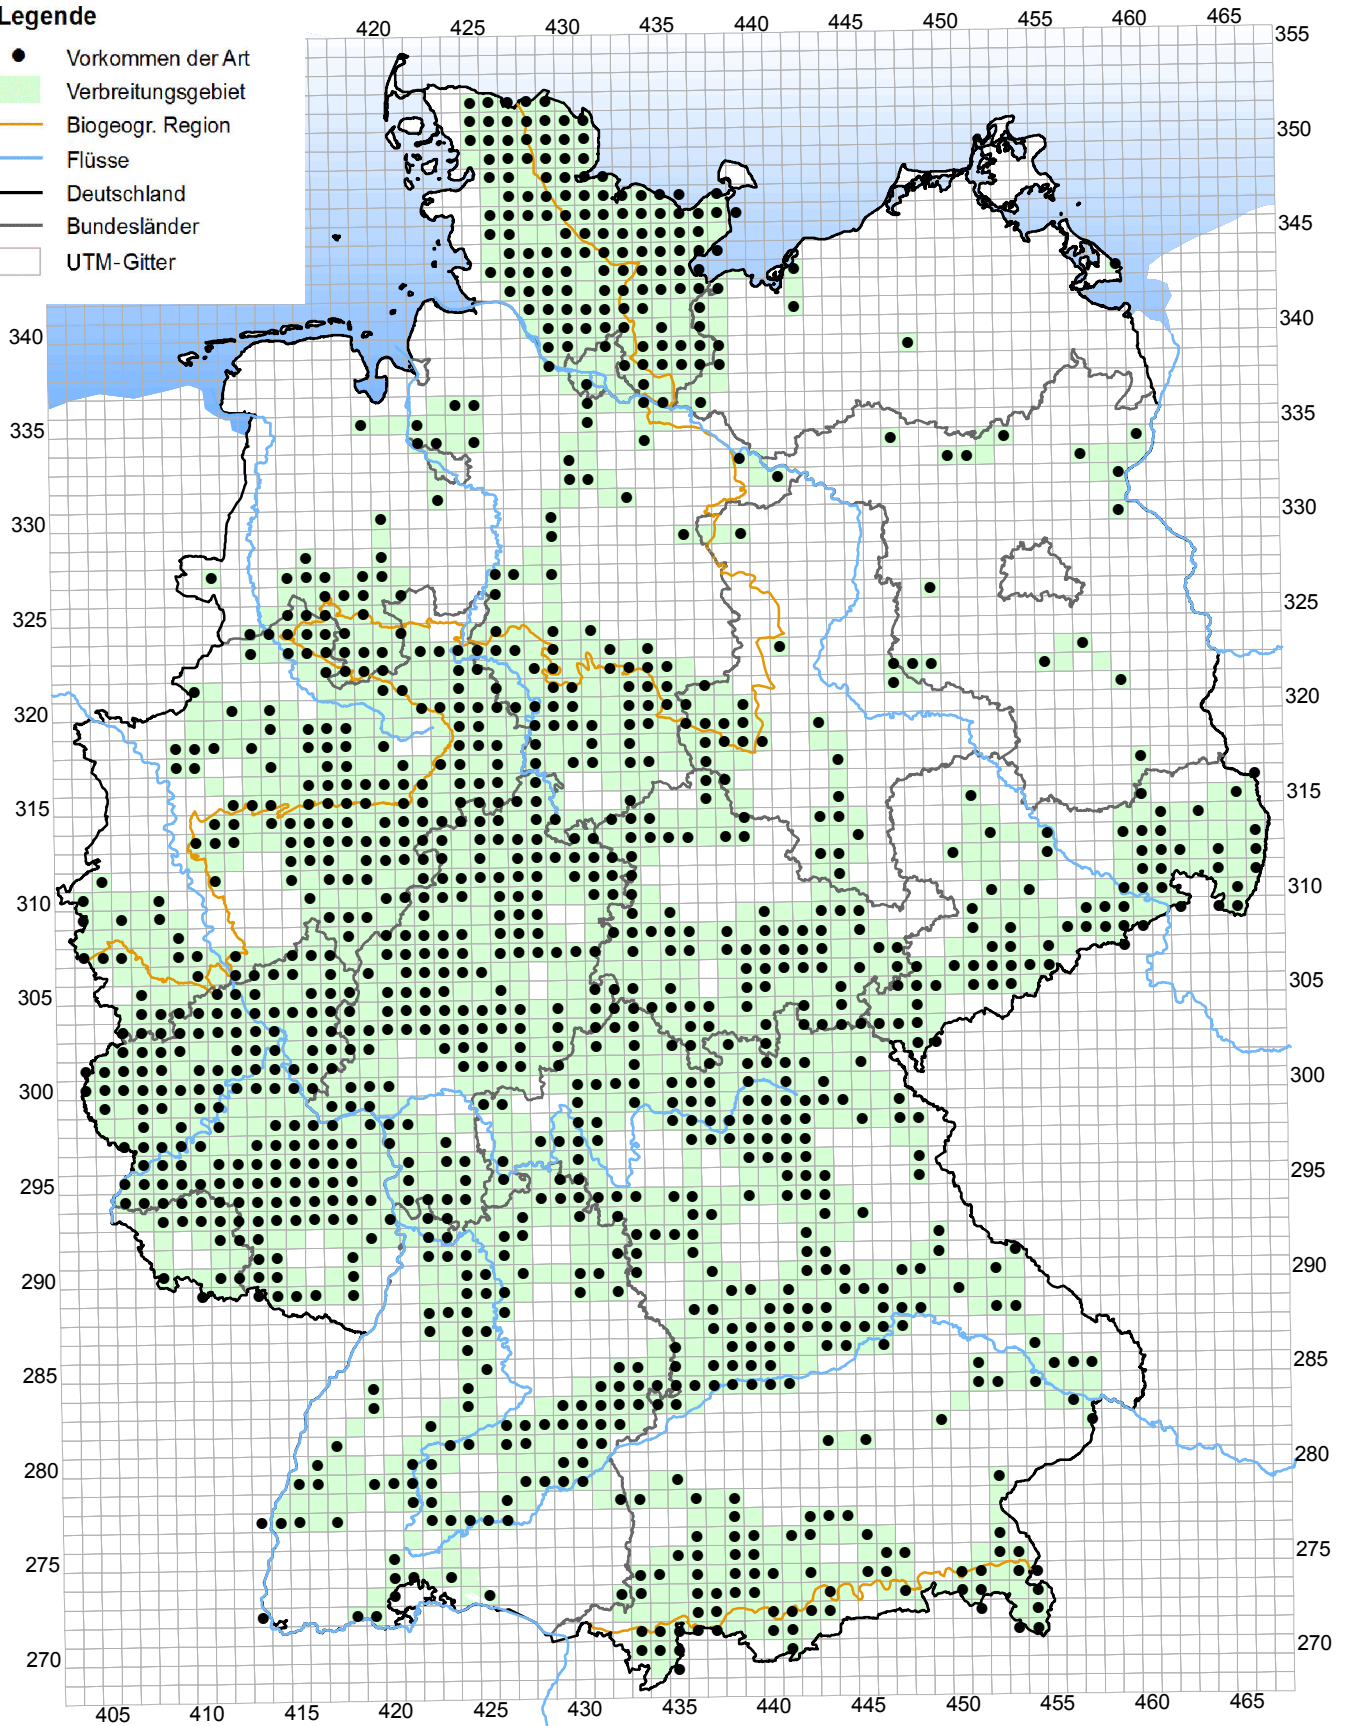 Legende
Vorkommen der Art
Verbreitungsgebiet
Biogeogr. Region
Flüsse
Deutschland
Bundesländer
UTM-Gitter
420 425 430 435 440 445 450 455 460 465
355
350
345
340 340
335 335
330 330
325 325
320 320
315 315
310 310
305 305
300 300
295 295
290 290
285 285
280 280
275 275
270 270
405 410 415 420 425 430 435 440 445 450 455 460 465